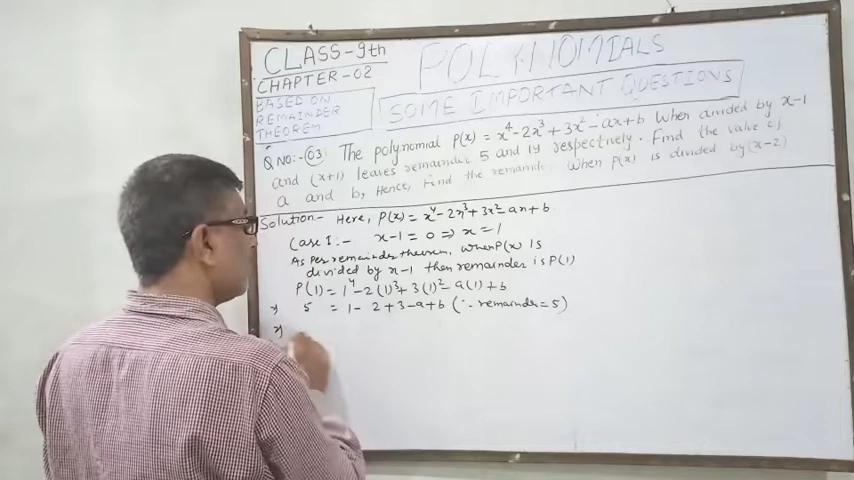 CLASS-9th
CHAPTER-02
POLYNOMIALS
BASED ON
REMAINDER
THEOREM
SOME IMPORTANT QUESTIONS
Q NO:-03: The polynomial P(x) = x⁴-2x³+3x²-ax+b when divided by x-1
and (x+1) leaves remainder 5 and 19 respectively. Find the value of
a and b, Hence, find the remainder when P(x) is divided by (x-2)
Solution- Here, P(x) = x⁴-2x³+3x²-ax+b
Case I:- x-1=0 ⇒ x=1
As per remainder theorem, when P(x) is
divided by x-1 then remainder is P(1)
P(1) = 1⁴-2(1)³+3(1)²-a(1)+b
⇒ 5 = 1-2+3-a+b (∵ remainder=5)
⇒